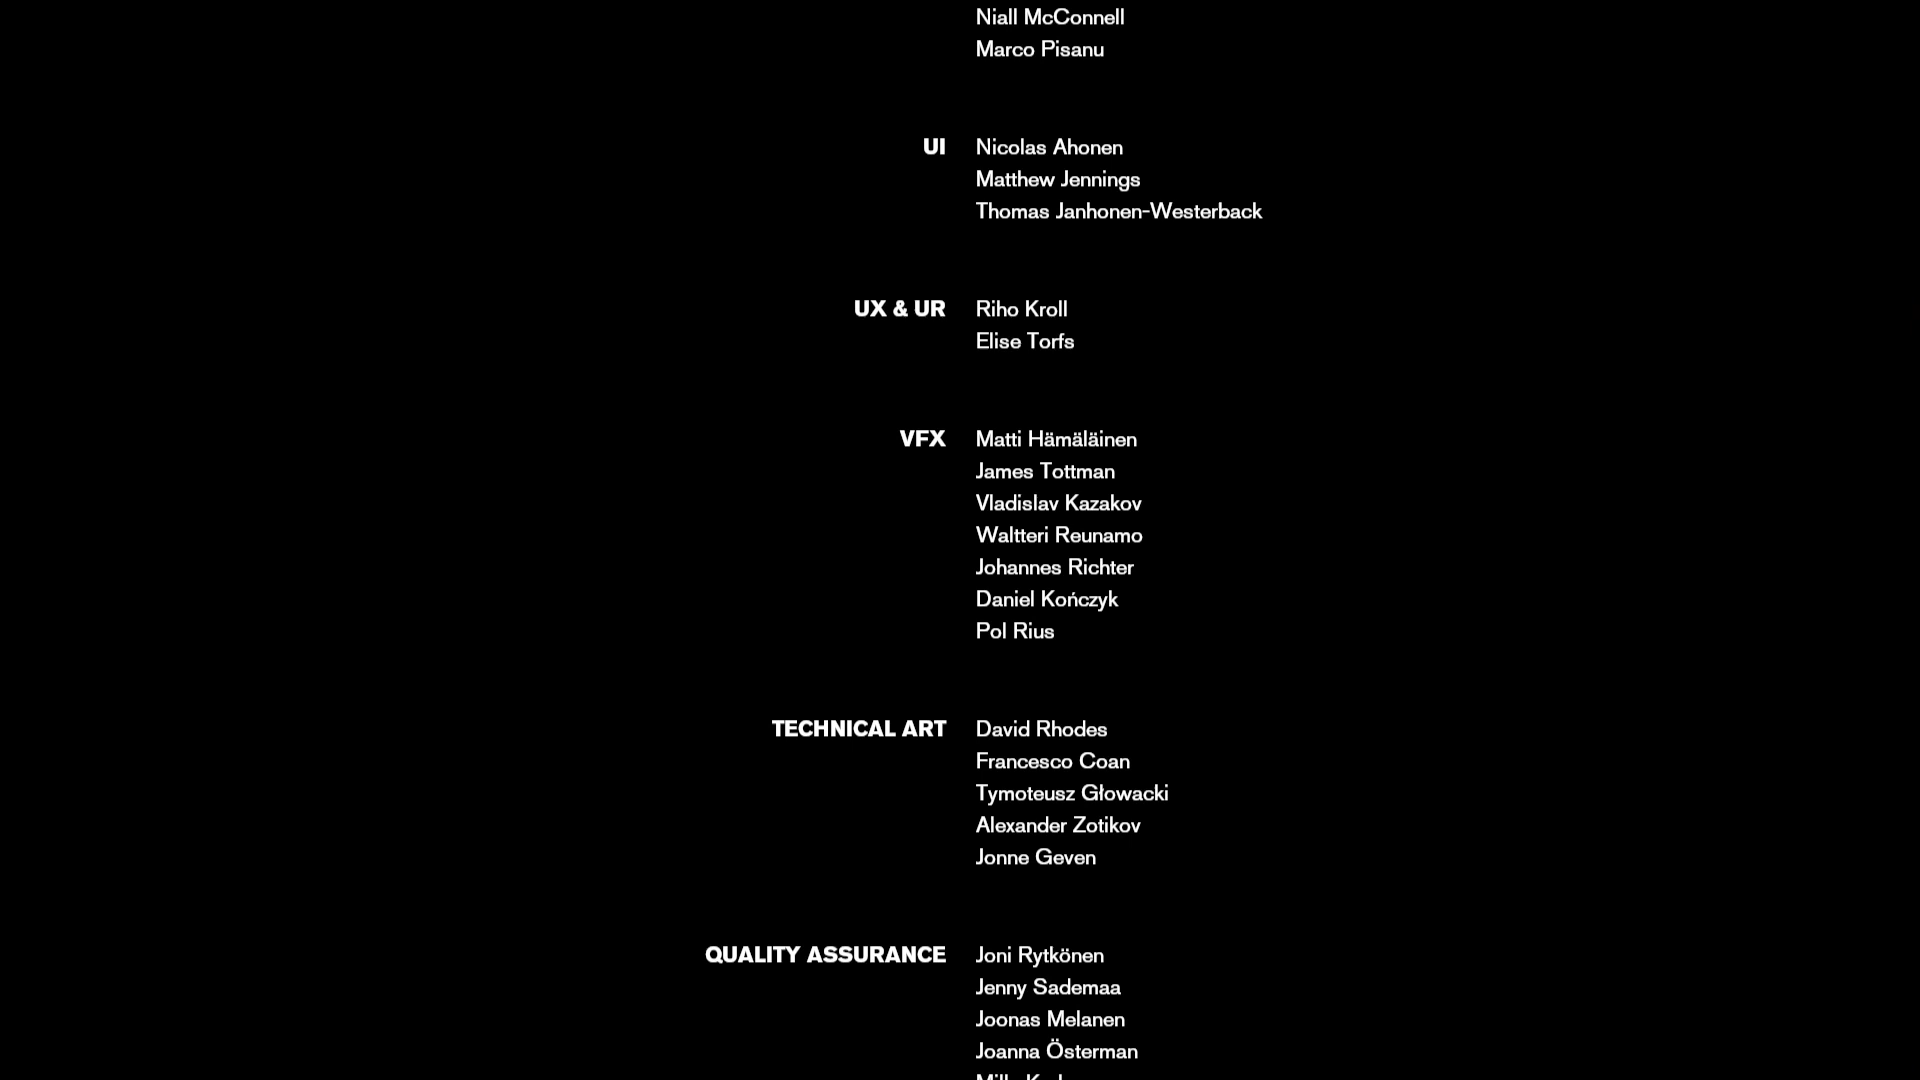 Niall McConnell
Marco Pisanu
UI Nicolas Ahonen
Matthew Jennings
Thomas Janhonen-Westerback
UX & UR Riho Kroll
Elise Torfs
VFX Matti Hämäläinen
James Tottman
Vladislav Kazakov
Waltteri Reunamo
Johannes Richter
Daniel Kończyk
Pol Rius
TECHNICAL ART David Rhodes
Francesco Coan
Tymoteusz Głowacki
Alexander Zotikov
Jonne Geven
QUALITY ASSURANCE Joni Rytkönen
Jenny Sademaa
Joonas Melanen
Joanna Österman